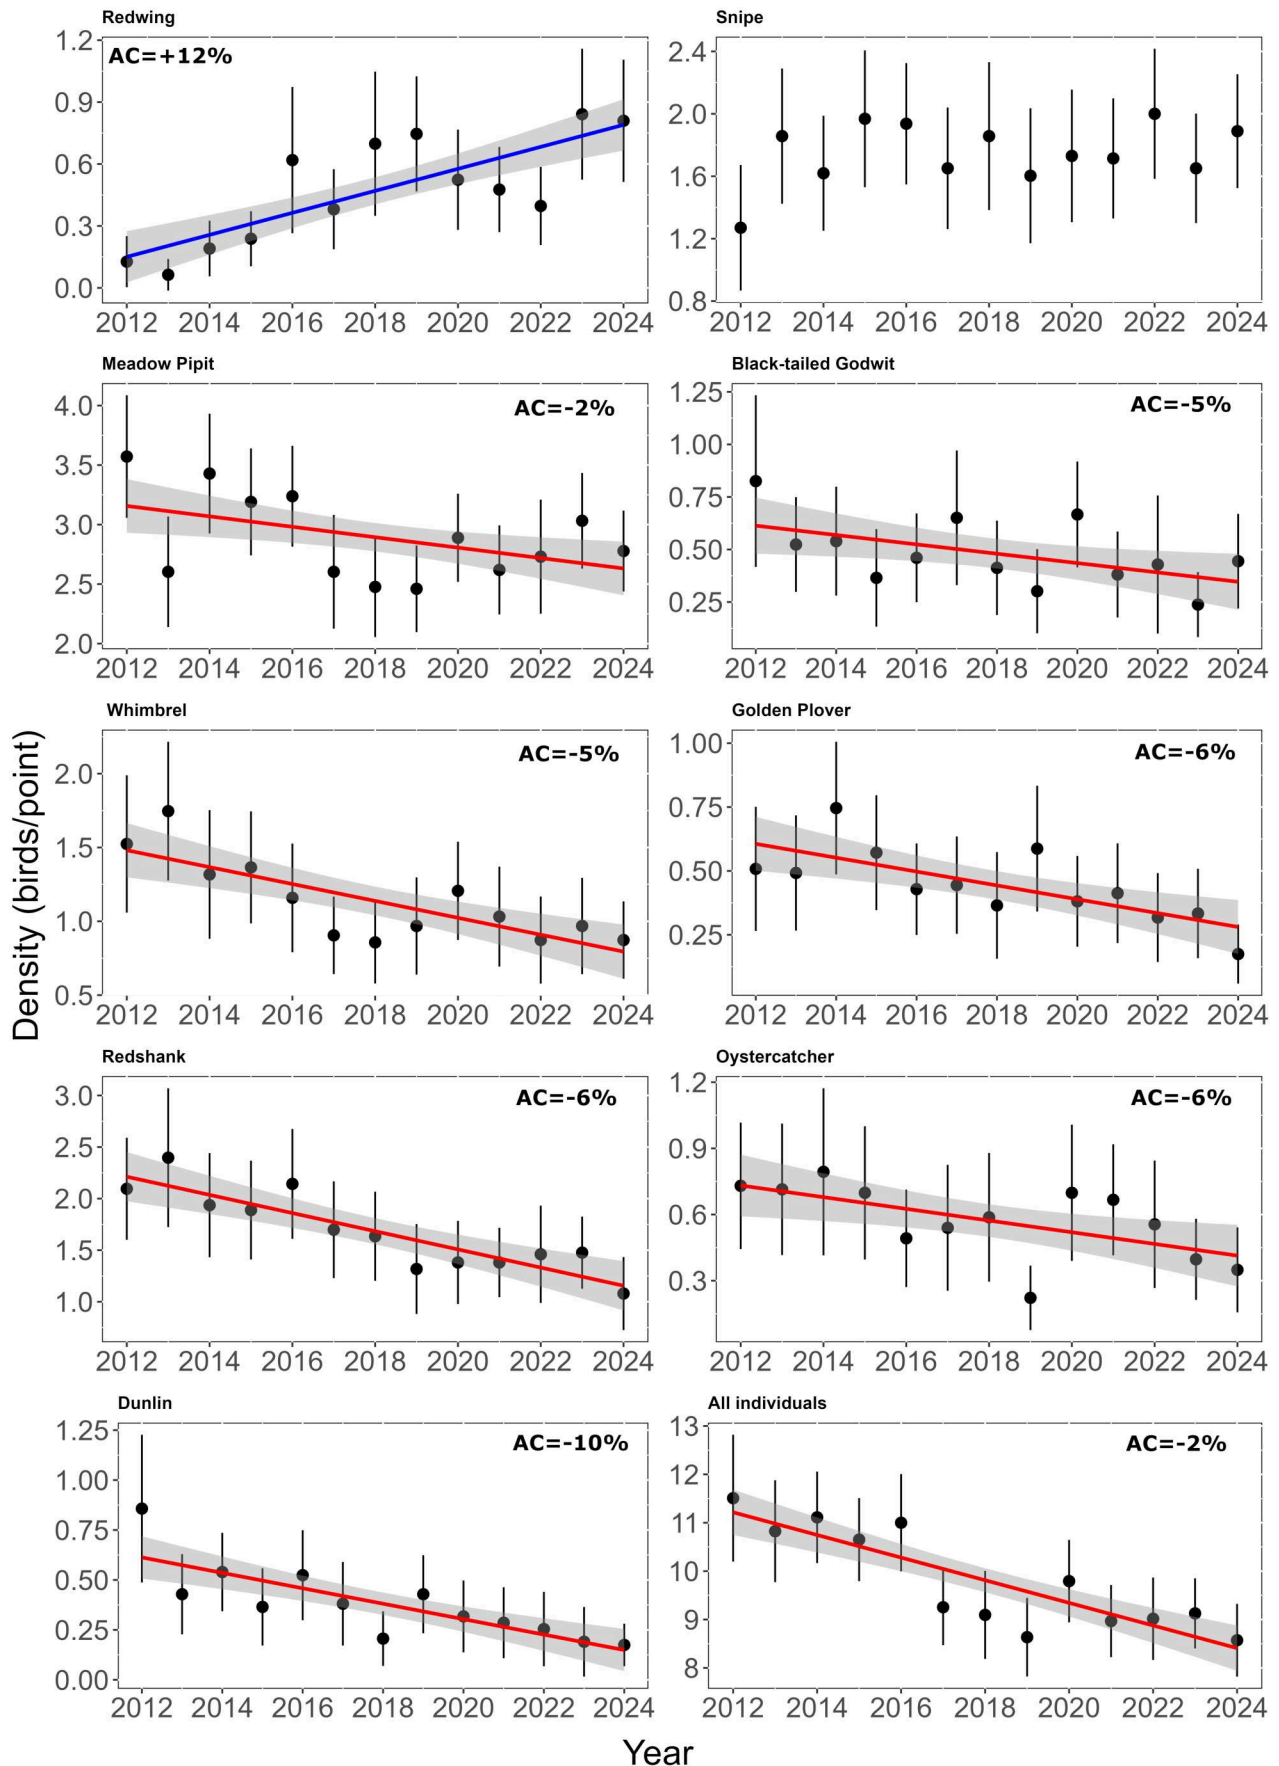 Redwing
AC=+12%
1.2
0.9
0.6
0.3
0.0
2012 2014 2016 2018 2020 2022 2024
Snipe
2.4
2.0
1.6
1.2
0.8
2012 2014 2016 2018 2020 2022 2024
Meadow Pipit
AC=-2%
4.0
3.5
3.0
2.5
2.0
2012 2014 2016 2018 2020 2022 2024
Black-tailed Godwit
AC=-5%
1.25
1.00
0.75
0.50
0.25
2012 2014 2016 2018 2020 2022 2024
Density (birds/point)
Whimbrel
AC=-5%
2.0
1.5
1.0
0.5
2012 2014 2016 2018 2020 2022 2024
Golden Plover
AC=-6%
1.00
0.75
0.50
0.25
2012 2014 2016 2018 2020 2022 2024
Redshank
AC=-6%
3.0
2.5
2.0
1.5
1.0
2012 2014 2016 2018 2020 2022 2024
Oystercatcher
AC=-6%
1.2
0.9
0.6
0.3
2012 2014 2016 2018 2020 2022 2024
Dunlin
AC=-10%
1.25
1.00
0.75
0.50
0.25
0.00
2012 2014 2016 2018 2020 2022 2024
All individuals
AC=-2%
13
12
11
10
9
8
2012 2014 2016 2018 2020 2022 2024
Year